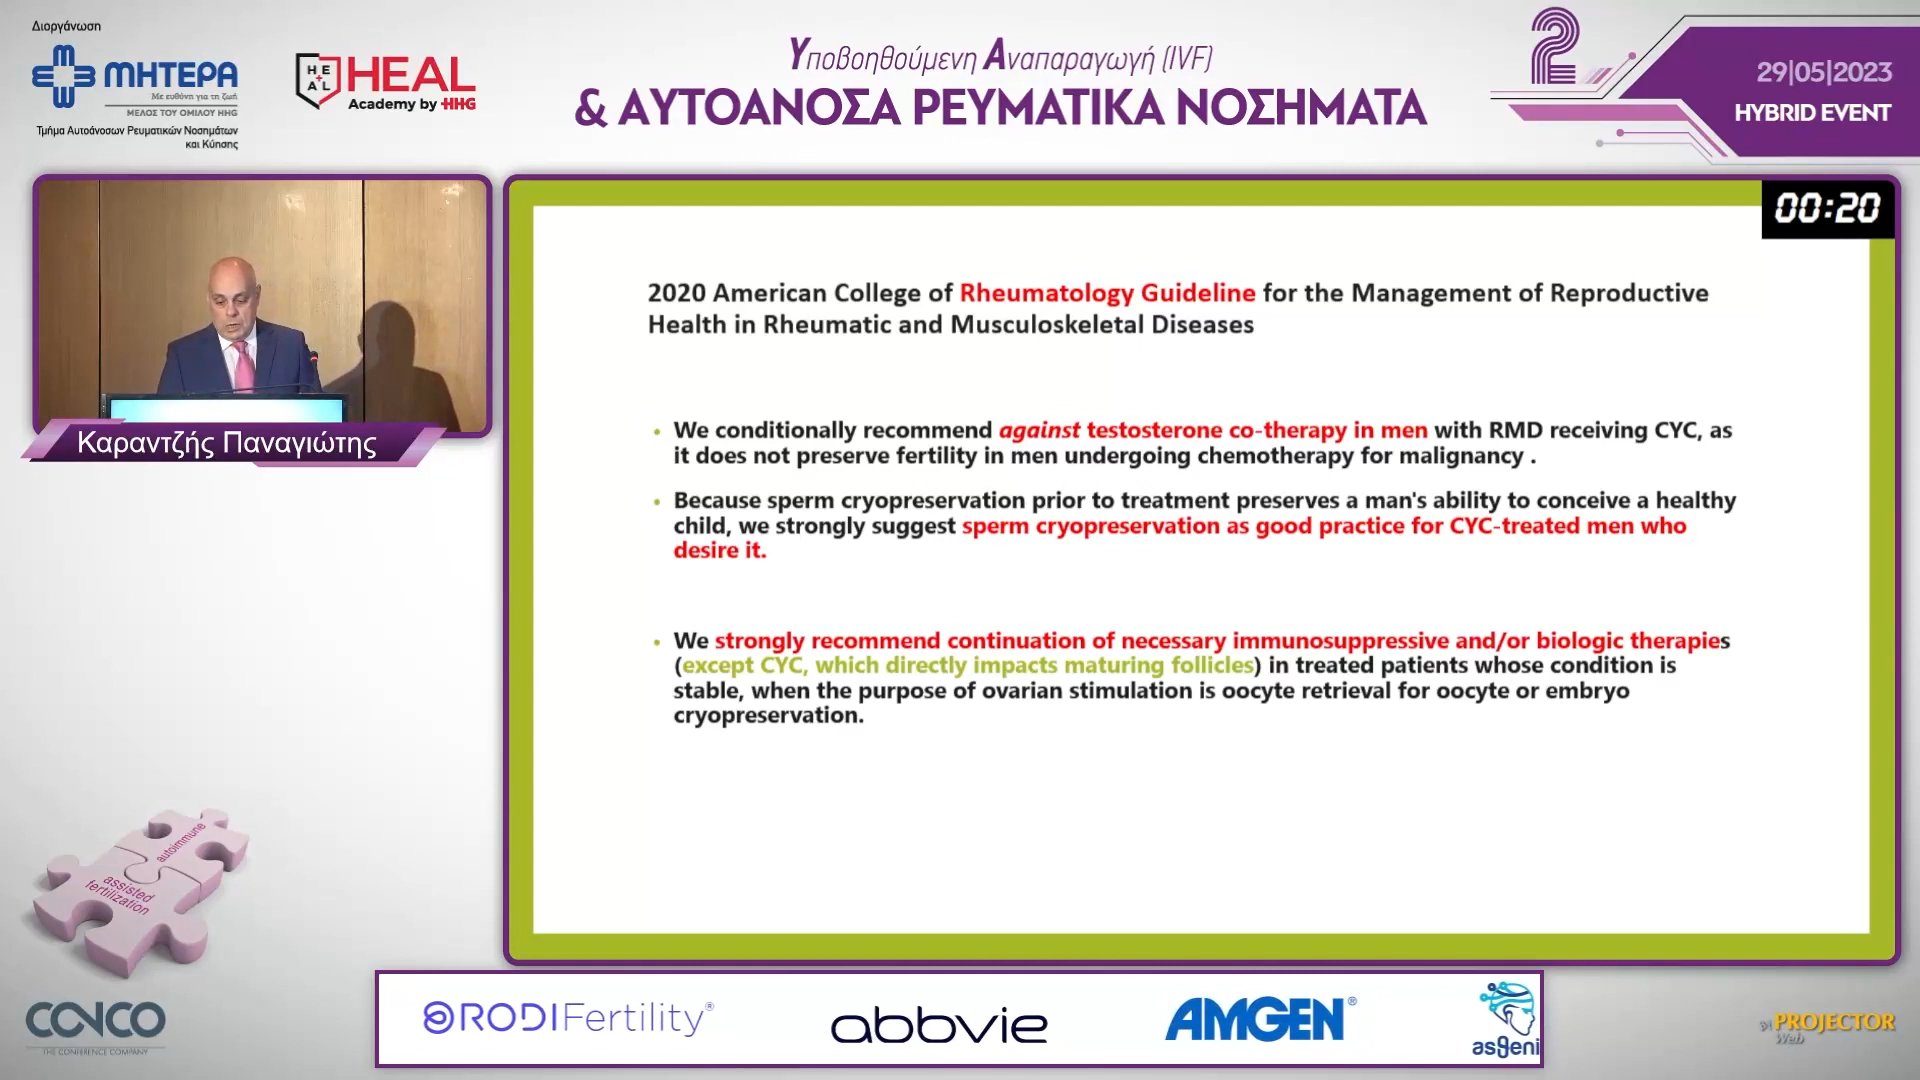 Διοργάνωση
ΜΗΤΕΡΑ
Με ευθύνη για τη ζωή
ΜΕΛΟΣ ΤΟΥ ΟΜΙΛΟΥ HHG
Τμήμα Αυτοάνοσων Ρευματικών Νοσημάτων
και Κύησης
HE
AL
HEAL
Academy by HHG
Υποβοηθούμενη Αναπαραγωγή (IVF)
& ΑΥΤΟΑΝΟΣΑ ΡΕΥΜΑΤΙΚΑ ΝΟΣΗΜΑΤΑ
2
29|05|2023
HYBRID EVENT
00:20
Καραντζής Παναγιώτης
2020 American College of Rheumatology Guideline for the Management of Reproductive
Health in Rheumatic and Musculoskeletal Diseases
• We conditionally recommend against testosterone co-therapy in men with RMD receiving CYC, as
it does not preserve fertility in men undergoing chemotherapy for malignancy .
• Because sperm cryopreservation prior to treatment preserves a man's ability to conceive a healthy
child, we strongly suggest sperm cryopreservation as good practice for CYC-treated men who
desire it.
• We strongly recommend continuation of necessary immunosuppressive and/or biologic therapies
(except CYC, which directly impacts maturing follicles) in treated patients whose condition is
stable, when the purpose of ovarian stimulation is oocyte retrieval for oocyte or embryo
cryopreservation.
autoimmune
assisted
fertilization
CONCO
THE CONFERENCE COMPANY
RODIFertility®
abbvie
AMGEN®
asgeni
PROJECTOR
Web